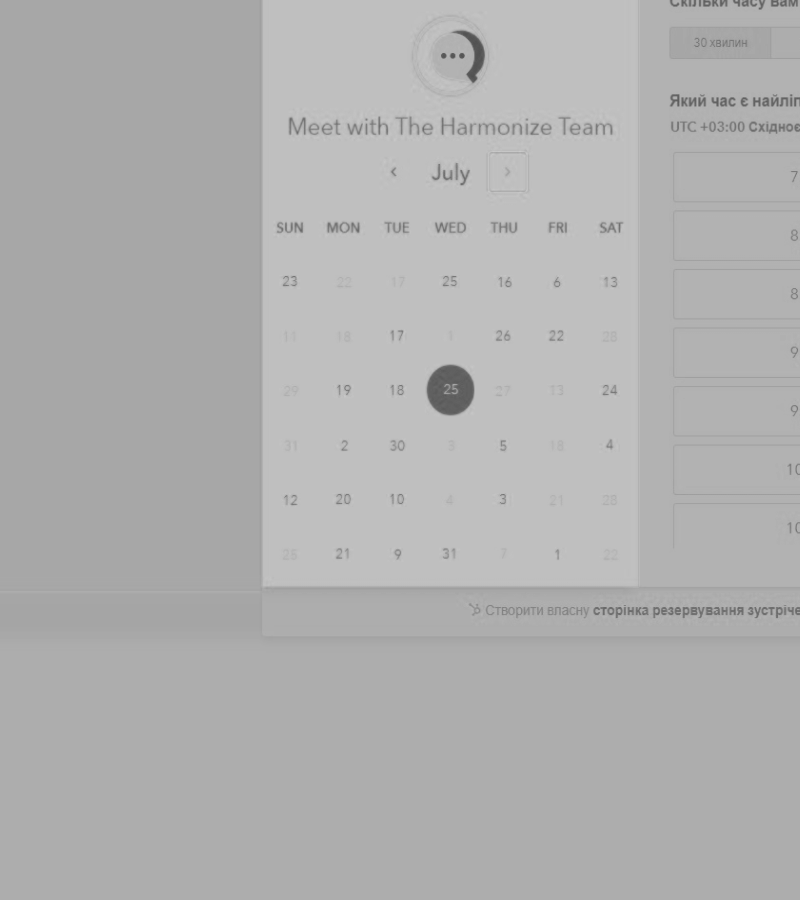 Скільки часу вам
30 хвилин
Meet with The Harmonize Team
Який час є найліп
UTC +03:00 Східноє
July
SUN MON TUE WED THU FRI SAT
23 22 17 25 16 6 13
11 16 17 1 26 22 28
29 19 18 25 27 13 24
31 2 30 3 5 18 4
12 20 10 4 3 21 28
25 21 9 31 7 1 22
7
8
8
9
9
10
10
Створити власну сторінка резервування зустріче